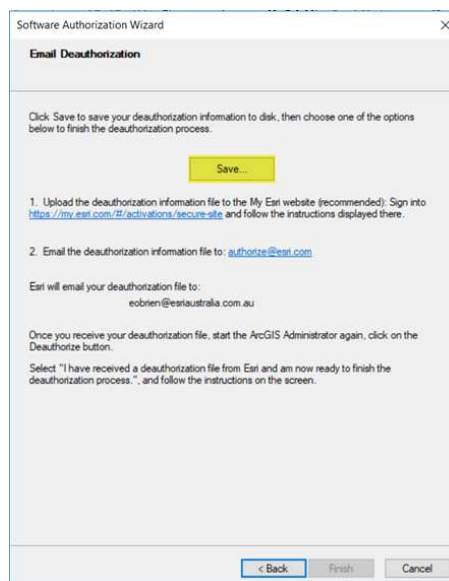 Software Authorization Wizard
Email Deauthorization
Click Save to save your deauthorization information to disk, then choose one of the options
below to finish the deauthorization process.
Save...
1. Upload the deauthorization information file to the My Esri website (recommended): Sign into
https://my.esri.com/#/activations/secure-site and follow the instructions displayed there.
2. Email the deauthorization information file to: authorize@esri.com
Esri will email your deauthorization file to:
eobrien@esriaustralia.com.au
Once you receive your deauthorization file, start the ArcGIS Administrator again, click on the
Deauthorize button.
Select "I have received a deauthorization file from Esri and am now ready to finish the
deauthorization process.", and follow the instructions on the screen.
< Back Finish Cancel